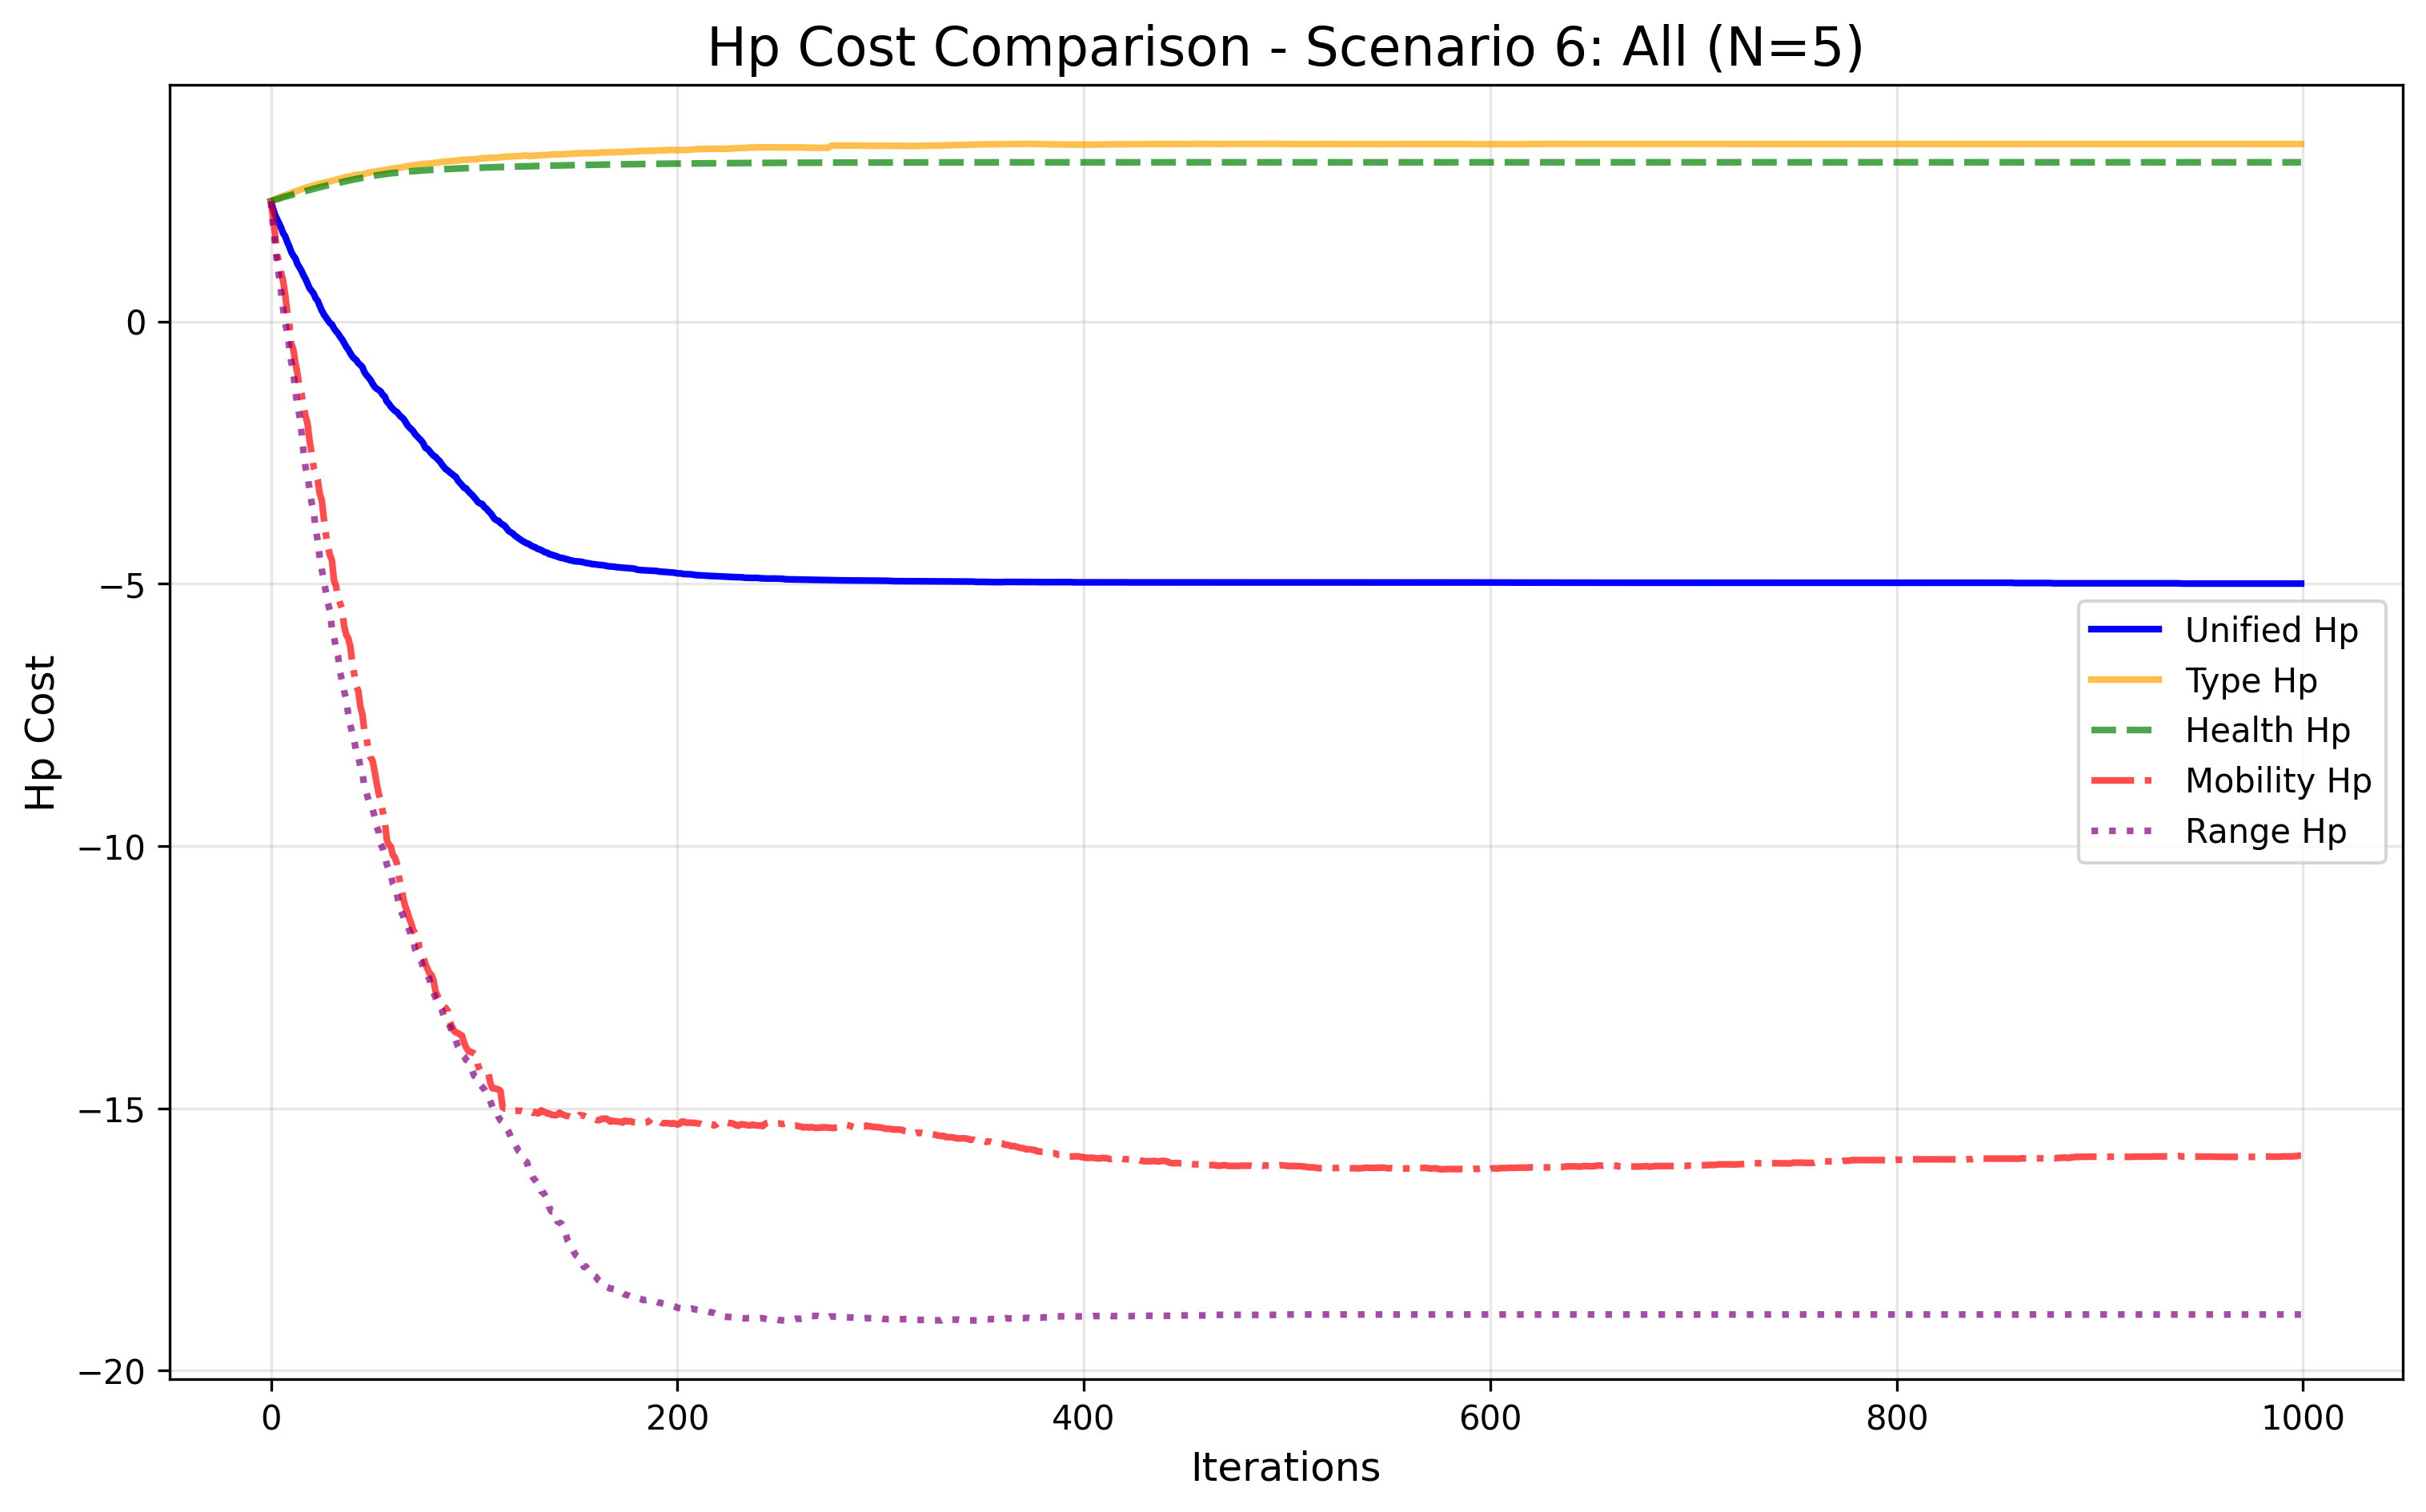 Hp Cost Comparison - Scenario 6: All (N=5)
Hp Cost
0
−5
−10
−15
−20
Unified Hp
Type Hp
Health Hp
Mobility Hp
Range Hp
0 200 400 600 800 1000
Iterations